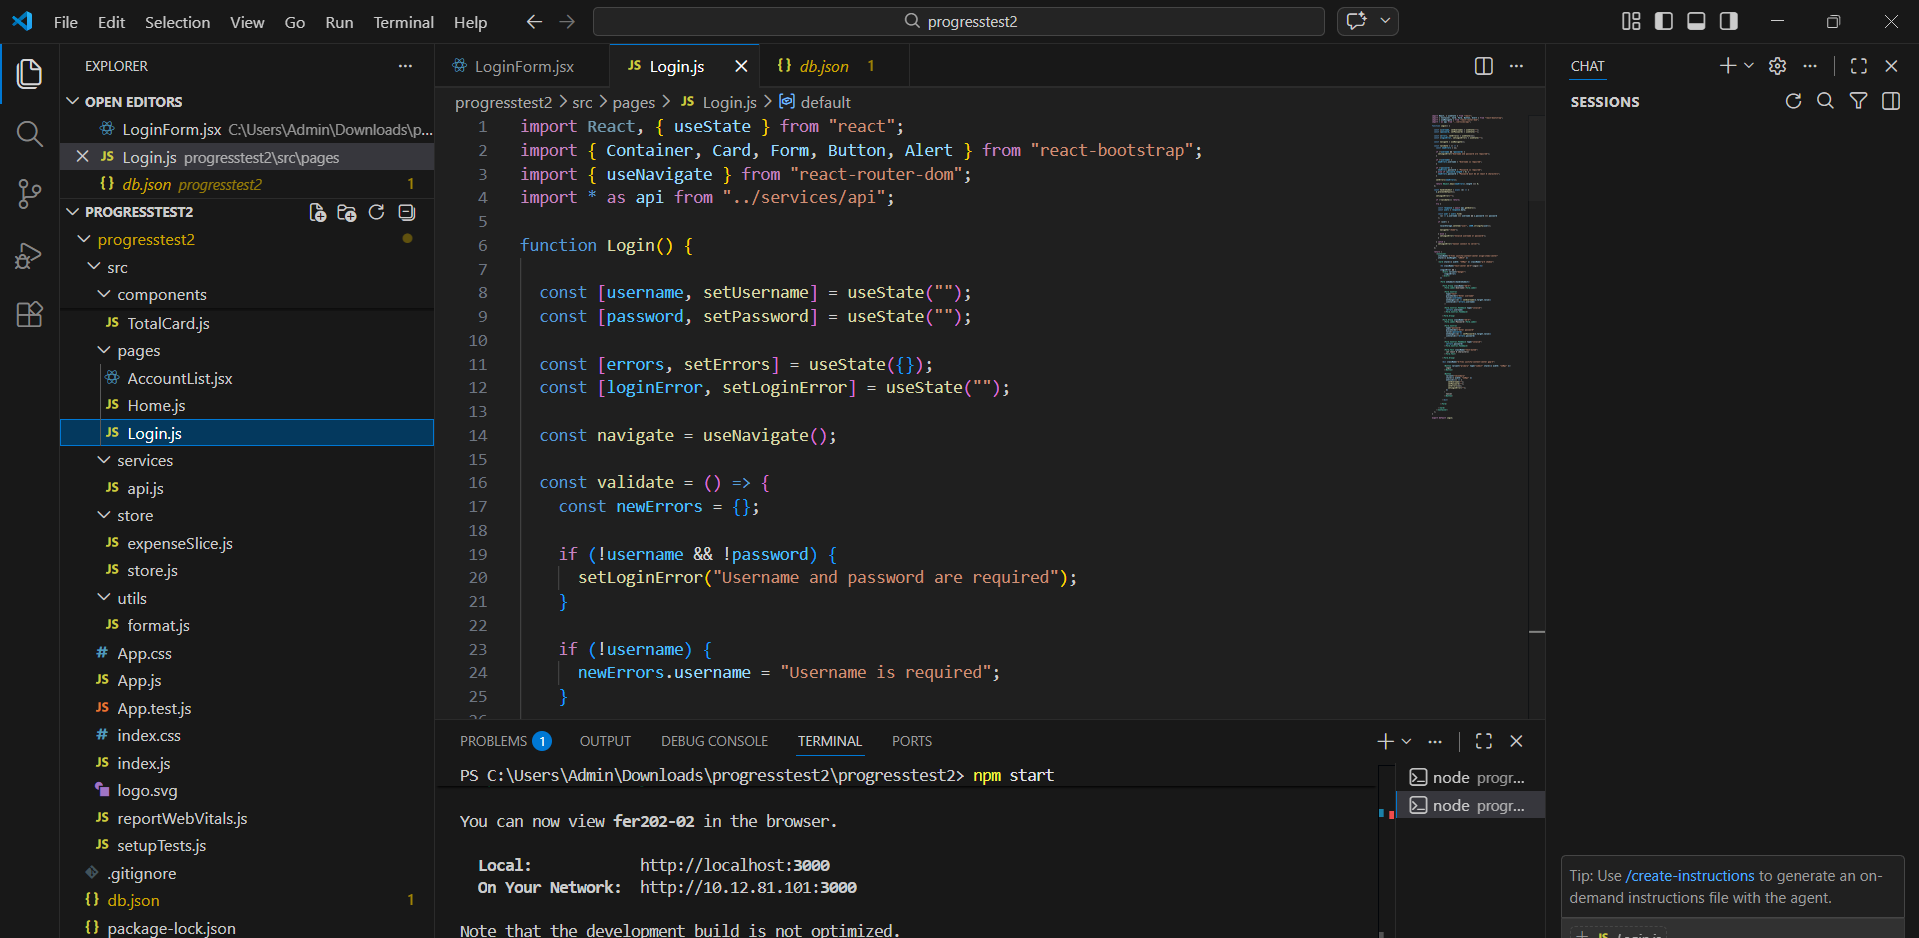 File Edit Selection View Go Run Terminal Help
progresstest2
EXPLORER
OPEN EDITORS
LoginForm.jsx C:\Users\Admin\Downloads\p...
Login.js progresstest2\src\pages
db.json progresstest2 1
PROGRESSTEST2
progresstest2
src
components
TotalCard.js
pages
AccountList.jsx
Home.js
Login.js
services
api.js
store
expenseSlice.js
store.js
utils
format.js
App.css
App.js
App.test.js
index.css
index.js
logo.svg
reportWebVitals.js
setupTests.js
.gitignore
db.json 1
package-lock.json
LoginForm.jsx
Login.js
db.json 1
progresstest2 > src > pages > JS Login.js > default
1 import React, { useState } from "react";
2 import { Container, Card, Form, Button, Alert } from "react-bootstrap";
3 import { useNavigate } from "react-router-dom";
4 import * as api from "../services/api";
5
6 function Login() {
7
8 const [username, setUsername] = useState("");
9 const [password, setPassword] = useState("");
10
11 const [errors, setErrors] = useState({});
12 const [loginError, setLoginError] = useState("");
13
14 const navigate = useNavigate();
15
16 const validate = () => {
17 const newErrors = {};
18
19 if (!username && !password) {
20 setLoginError("Username and password are required");
21 }
22
23 if (!username) {
24 newErrors.username = "Username is required";
25 }
PROBLEMS 1 OUTPUT DEBUG CONSOLE TERMINAL PORTS
PS C:\Users\Admin\Downloads\progresstest2\progresstest2> npm start
You can now view fer202-02 in the browser.
Local: http://localhost:3000
On Your Network: http://10.12.81.101:3000
Note that the development build is not optimized.
node progr...
node progr...
CHAT
SESSIONS
Tip: Use /create-instructions to generate an on-
demand instructions file with the agent.